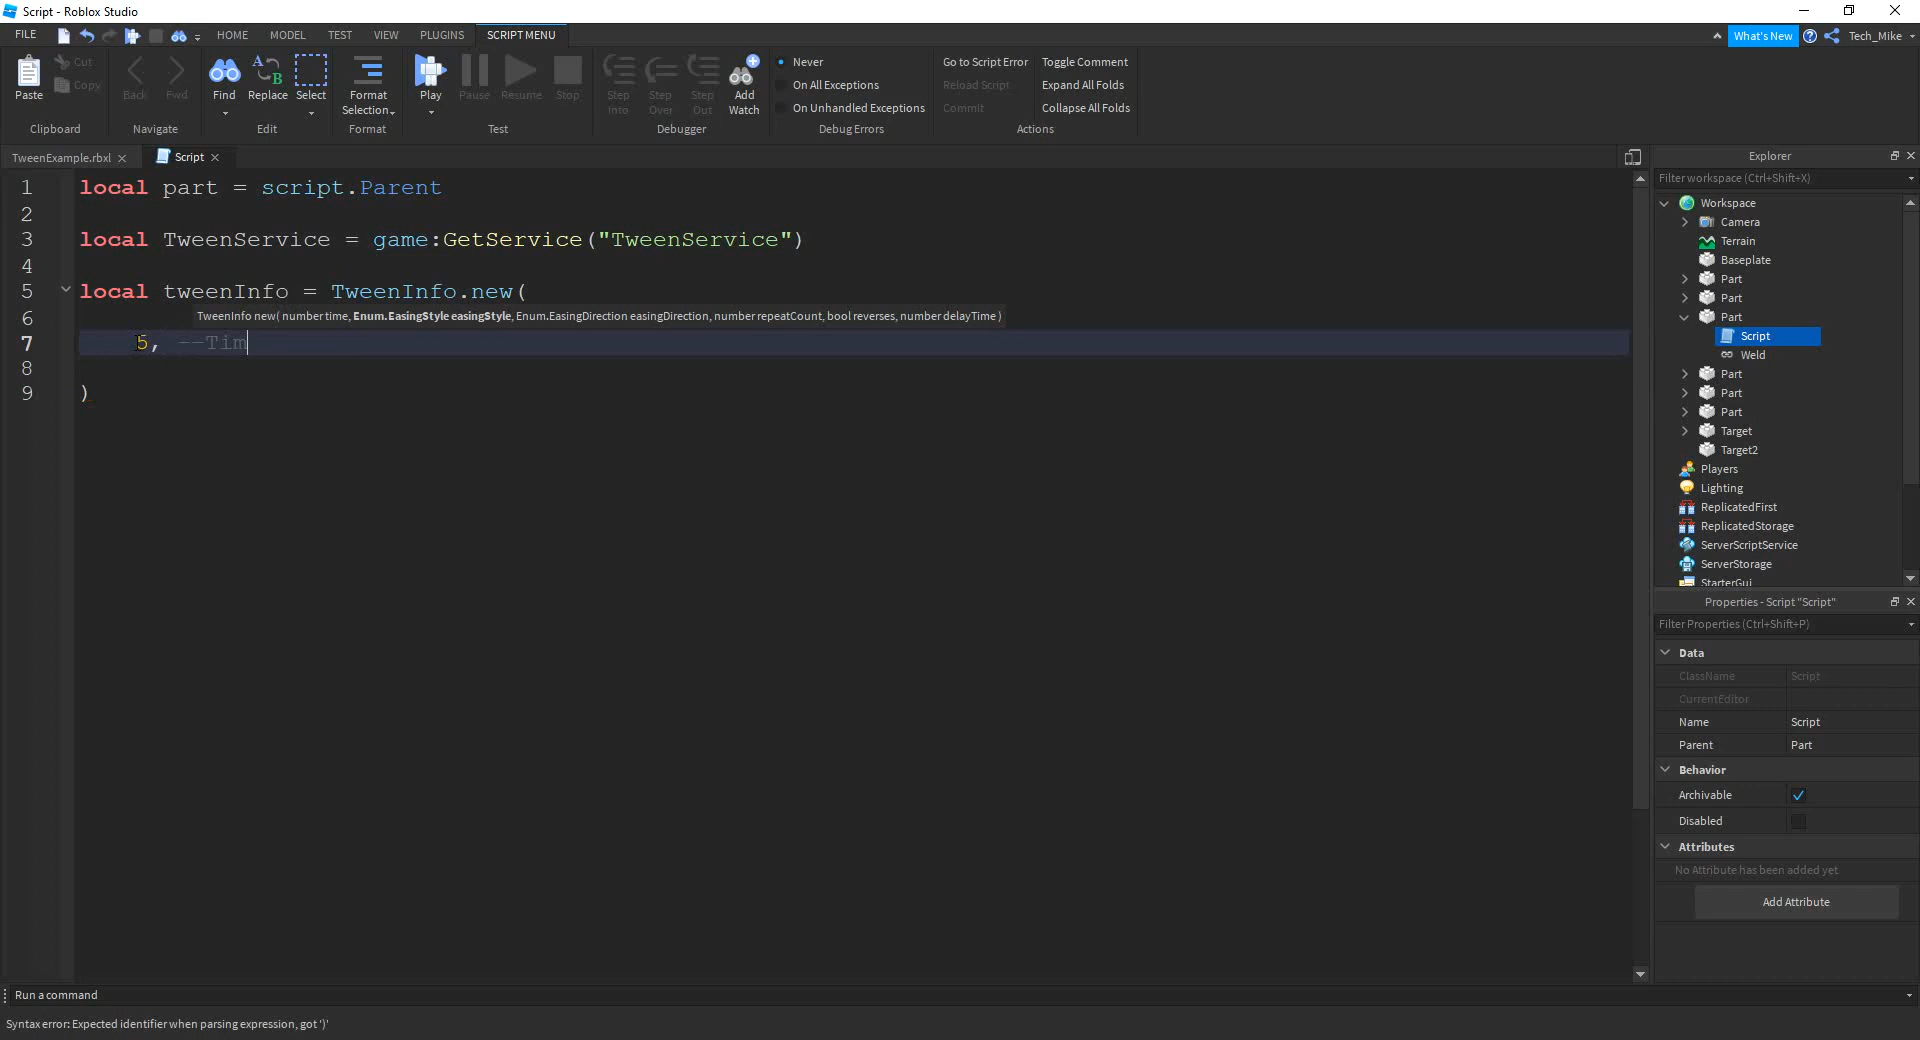 Script - Roblox Studio
FILE HOME MODEL TEST VIEW PLUGINS SCRIPT MENU What's New Tech_Mike
Paste Cut Copy
Clipboard
Back Fwd
Navigate
Find Replace Select
Edit
Format Selection
Format
Play Pause Resume Stop
Test
Step Into Step Over Step Out Add Watch
Debugger
Never
On All Exceptions
On Unhandled Exceptions
Debug Errors
Go to Script Error Toggle Comment
Reload Script Expand All Folds
Commit Collapse All Folds
Actions
TweenExample.rbxl Script
1 local part = script.Parent
2
3 local TweenService = game:GetService("TweenService")
4
5 local tweenInfo = TweenInfo.new(
TweenInfo new( number time, Enum.EasingStyle easingStyle, Enum.EasingDirection easingDirection, number repeatCount, bool reverses, number delayTime )
6
7 5, --Tim
8
9 )
Explorer
Filter workspace (Ctrl+Shift+X)
Workspace
Camera
Terrain
Baseplate
Part
Part
Part
Script
Weld
Part
Part
Part
Target
Target2
Players
Lighting
ReplicatedFirst
ReplicatedStorage
ServerScriptService
ServerStorage
StarterGui
Properties - Script "Script"
Filter Properties (Ctrl+Shift+P)
Data
ClassName Script
CurrentEditor
Name Script
Parent Part
Behavior
Archivable
Disabled
Attributes
No Attribute has been added yet
Add Attribute
Run a command
Syntax error: Expected identifier when parsing expression, got ')'